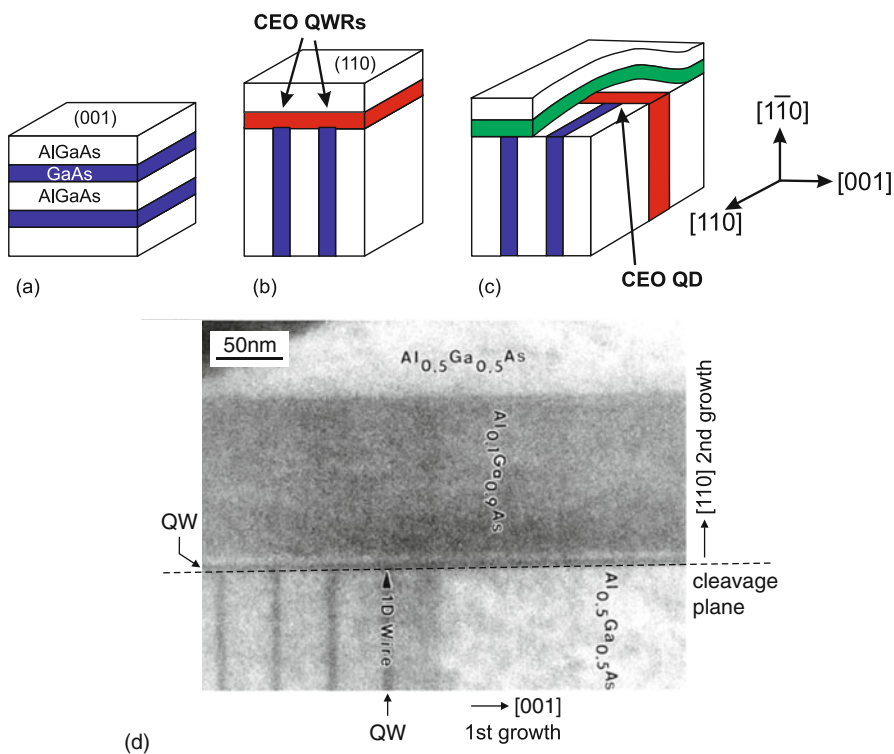 CEO QWRs
(110)
(001)
AlGaAs
GaAs
AlGaAs
[11̅0]
[001]
[110]
CEO QD
(a)
(b)
(c)
50nm
Al0.5Ga0.5As
Al0.1Ga0.9As
[110] 2nd growth
QW
cleavage
plane
1D Wire
Al0.5Ga0.5As
[001]
QW
1st growth
(d)